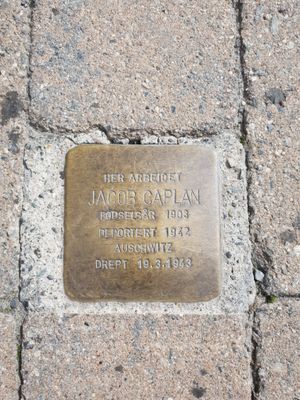 HER ARBEIDET
JACOB CAPLAN
FØDSELSÅR 1903
DEPORTERT 1942
AUSCHWITZ
DREPT 19.3.1943